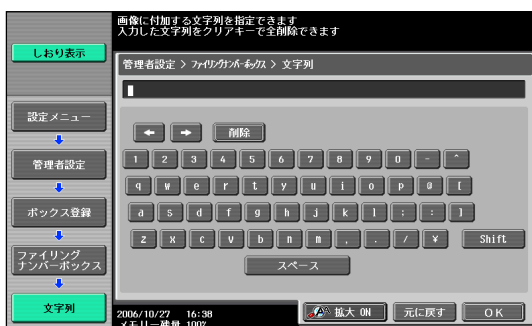 画像に付加する文字列を指定できます
入力した文字列をクリアキーで全削除できます
しおり表示
管理者設定 > ファイリングナンバーボックス > 文字列
設定メニュー
管理者設定
ボックス登録
ファイリング
ナンバーボックス
文字列
← → 削除
1 2 3 4 5 6 7 8 9 0 - ^
q w e r t y u i o p @ [
a s d f g h j k l ; : ]
z x c v b n m , . / ¥ Shift
スペース
2006/10/27 16:38
メモリー残量 100%
拡大 ON 元に戻す OK